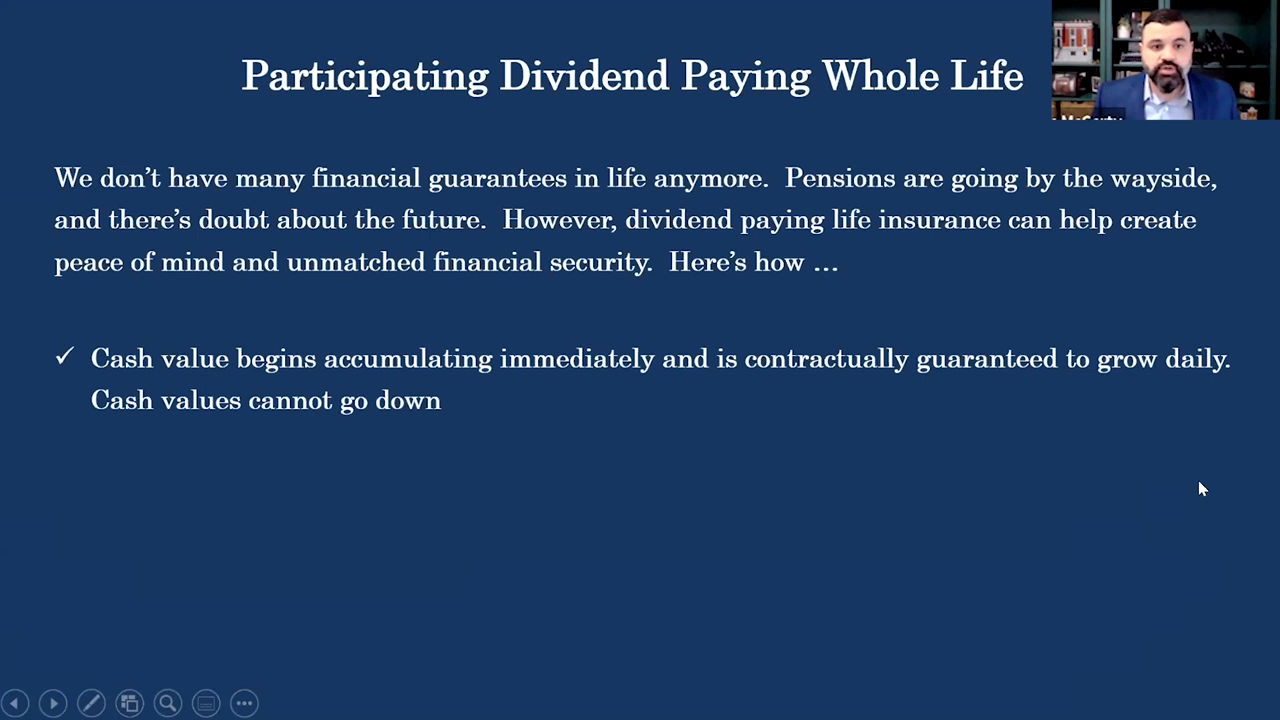 Participating Dividend Paying Whole Life
We don't have many financial guarantees in life anymore.  Pensions are going by the wayside,
and there's doubt about the future.  However, dividend paying life insurance can help create
peace of mind and unmatched financial security.  Here's how …
✓ Cash value begins accumulating immediately and is contractually guaranteed to grow daily.
Cash values cannot go down